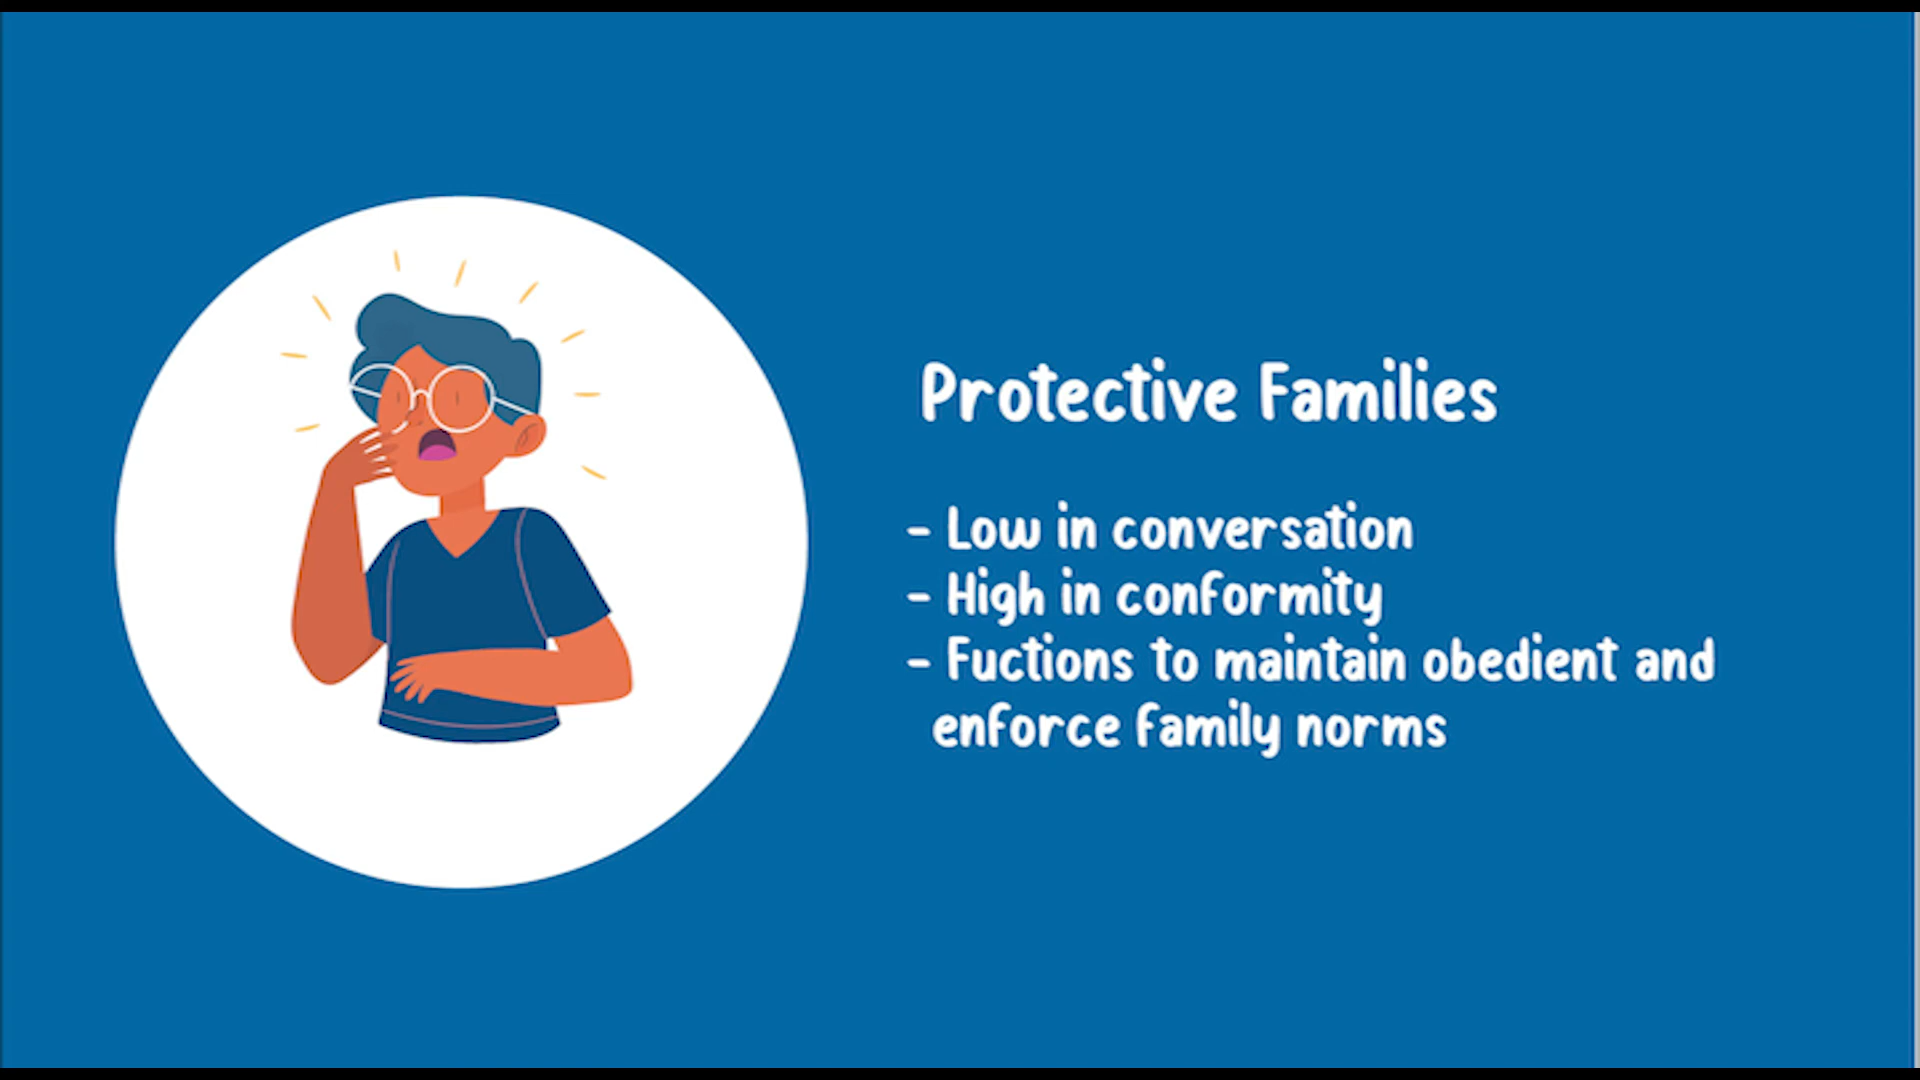 Protective Families
- Low in conversation
- High in conformity
- Fuctions to maintain obedient and
enforce family norms